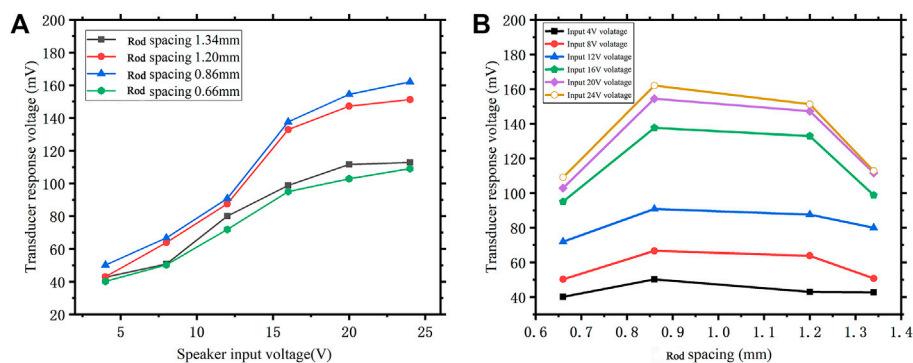 A
Transducer response voltage (mV)
200
180
160
140
120
100
80
60
40
20
Rod spacing 1.34mm
Rod spacing 1.20mm
Rod spacing 0.86mm
Rod spacing 0.66mm
5
10
15
20
25
Speaker input voltage(V)
B
Transducer response voltage (mV)
200
180
160
140
120
100
80
60
40
Input 4V volatage
Input 8V volatage
Input 12V volatage
Input 16V volatage
Input 20V volatage
Input 24V volatage
0.6
0.7
0.8
0.9
1.0
1.1
1.2
1.3
1.4
Rod spacing (mm)